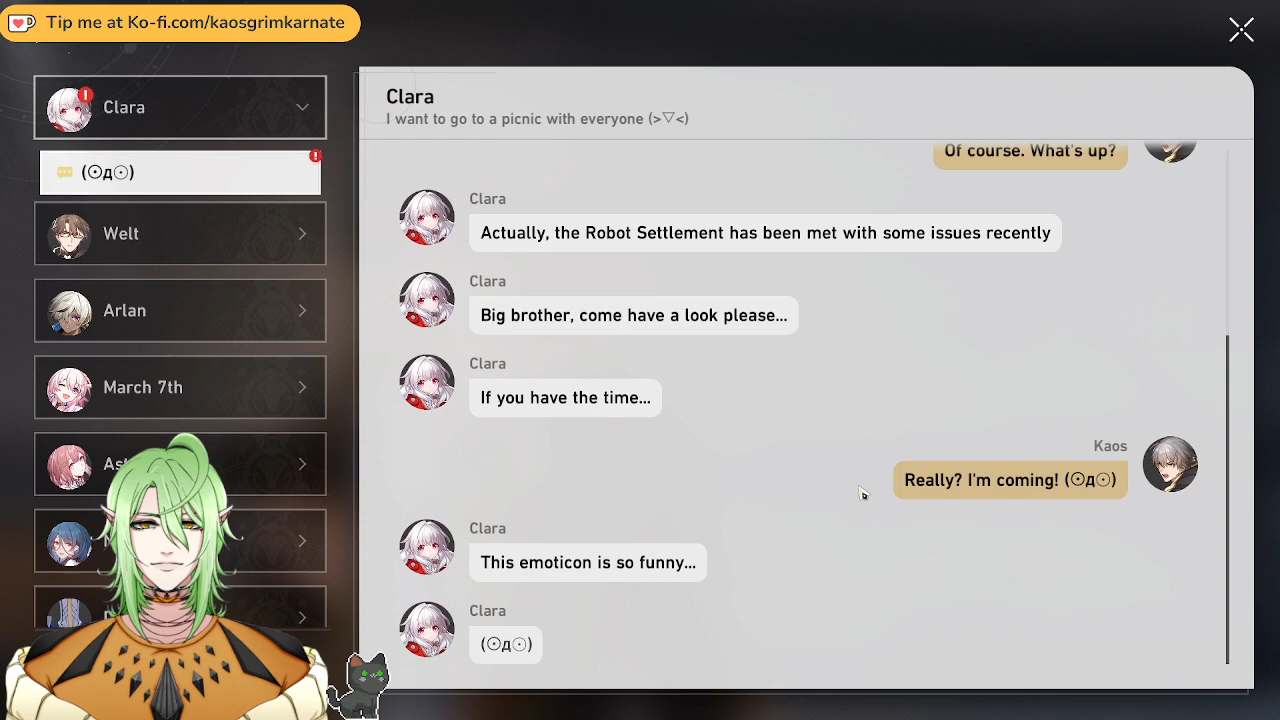 Tip me at Ko-fi.com/kaosgrimkarnate
Clara
(⊙д⊙)
Welt
Arlan
March 7th
Clara
I want to go to a picnic with everyone (>▽<)
Of course. What's up?
Clara
Actually, the Robot Settlement has been met with some issues recently
Clara
Big brother, come have a look please...
Clara
If you have the time...
Kaos
Really? I'm coming! (⊙д⊙)
Clara
This emoticon is so funny...
Clara
(⊙д⊙)